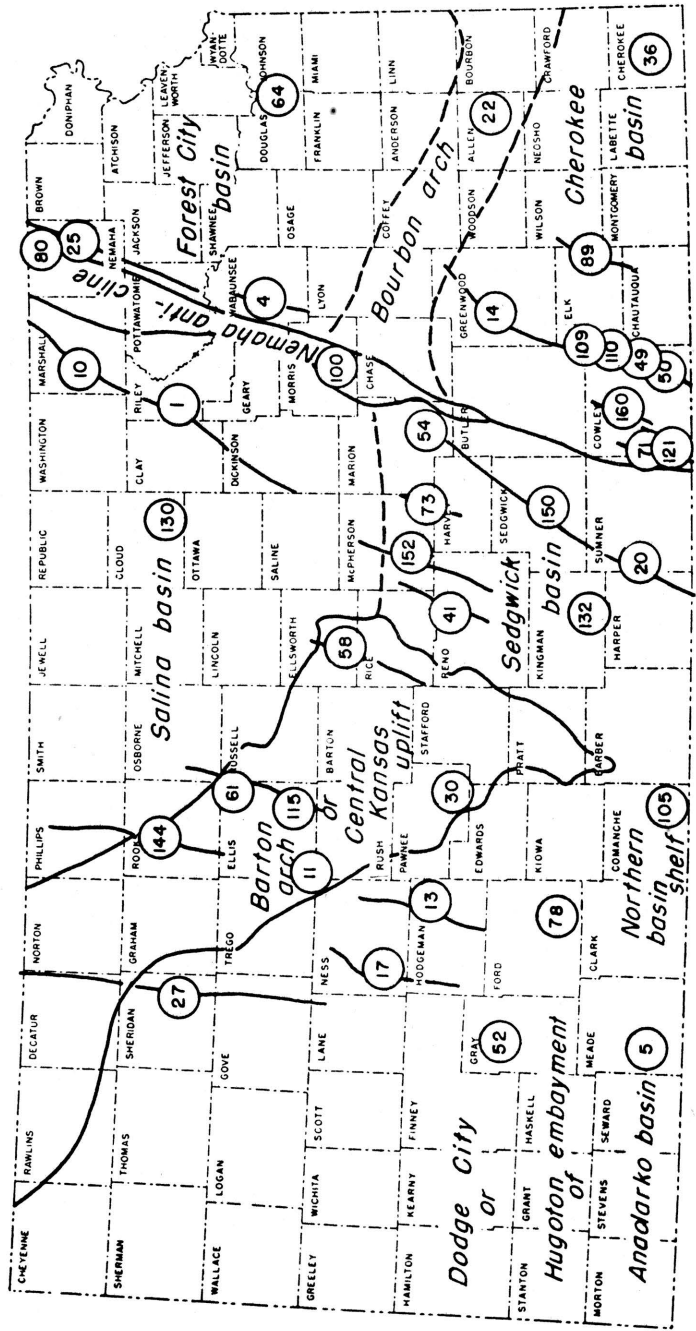 CHEYENNE
RAWLINS
DECATUR
NORTON
PHILLIPS
SMITH
JEWELL
REPUBLIC
WASHINGTON
MARSHALL
80
25
NEMAHA
BROWN
DONIPHAN
10
SHERMAN
THOMAS
SHERIDAN
GRAHAM
ROOK
OSBORNE
MITCHELL
CLOUD
CLAY
RILEY
POTTAWATOMIE
JACKSON
ATCHISON
JEFFERSON
LEAVEN-
WORTH
WYAN-
DOTTE
27
144
Salina basin
130
1
Nemaha anti-
cline
Forest City
basin
WALLACE
LOGAN
GOVE
TREGO
ELLIS
RUSSELL
LINCOLN
OTTAWA
DICKINSON
GEARY
WABAUNSEE
SHAWNEE
DOUGLAS
JOHNSON
61
4
64
SALINE
MORRIS
LYON
OSAGE
FRANKLIN
MIAMI
Barton
arch
or
Central
Kansas
uplift
11
115
GREELEY
WICHITA
SCOTT
LANE
NESS
RUSH
BARTON
ELLSWORTH
RICE
McPHERSON
MARION
CHASE
COFFEY
ANDERSON
LINN
17
58
100
Bourbon arch
HAMILTON
KEARNY
FINNEY
HODGEMAN
PAWNEE
STAFFORD
RENO
HARV
BUTLER
GREENWOOD
WOODSON
ALLEN
BOURBON
13
30
41
152
73
54
14
22
Dodge City
or
Hugoton embayment
of
Anadarko basin
GRAY
52
FORD
EDWARDS
Sedgwick
basin
SEDGWICK
STANTON
GRANT
HASKELL
78
KIOWA
PRATT
KINGMAN
132
150
ELK
WILSON
NEOSHO
CRAWFORD
Cherokee
basin
89
MORTON
STEVENS
SEWARD
MEADE
5
CLARK
COMANCHE
105
Northern
basin
shelf
BARBER
HARPER
SUMNER
20
COWLEY
160
71
121
109
110
49
50
CHAUTAUQUA
MONTGOMERY
LABETTE
CHEROKEE
36